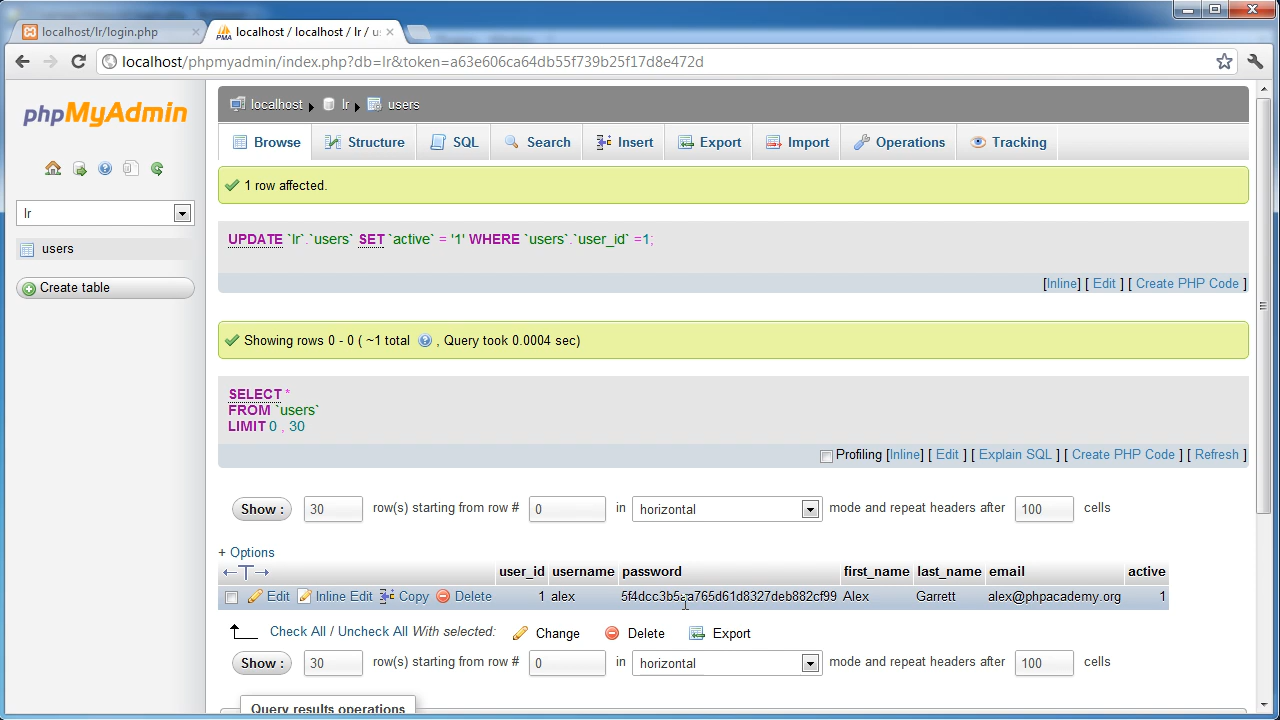 localhost/lr/login.php
localhost / localhost / lr / u
localhost/phpmyadmin/index.php?db=lr&token=a63e606ca64db55f739b25f17d8e472d
phpMyAdmin
lr
users
Create table
localhost lr users
Browse Structure SQL Search Insert Export Import Operations Tracking
1 row affected.
UPDATE `lr`.`users` SET `active` = '1' WHERE `users`.`user_id` =1;
[Inline] [ Edit ] [ Create PHP Code ]
Showing rows 0 - 0 ( ~1 total , Query took 0.0004 sec)
SELECT *
FROM `users`
LIMIT 0 , 30
Profiling [Inline] [ Edit ] [ Explain SQL ] [ Create PHP Code ] [ Refresh ]
Show : 30 row(s) starting from row # 0 in horizontal mode and repeat headers after 100 cells
+ Options
←T→ user_id username password first_name last_name email active
Edit Inline Edit Copy Delete 1 alex 5f4dcc3b5aa765d61d8327deb882cf99 Alex Garrett alex@phpacademy.org 1
Check All / Uncheck All With selected: Change Delete Export
Show : 30 row(s) starting from row # 0 in horizontal mode and repeat headers after 100 cells
Query results operations